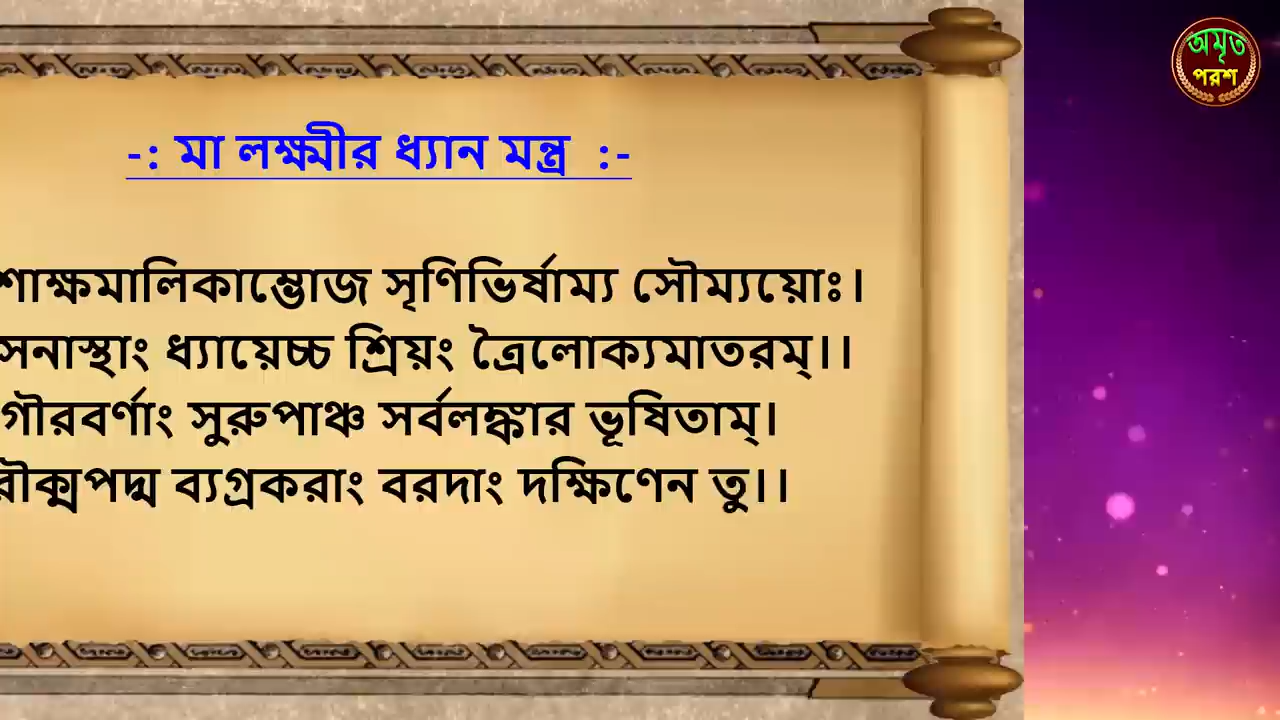 অমৃত
পরশ
-: মা লক্ষ্মীর ধ্যান মন্ত্র :-
শাক্ষমালিকাম্ভোজ সৃণিভির্ষাম্য সৌম্যয়োঃ।
সনাস্থাং ধ্যায়েচ্চ শ্রিয়ং ত্রৈলোক্যমাতরম্।।
গৌরবর্ণাং সুরুপাঞ্চ সর্বলঙ্কার ভূষিতাম্।
রৌক্মপদ্ম ব্যগ্রকরাং বরদাং দক্ষিণেন তু।।